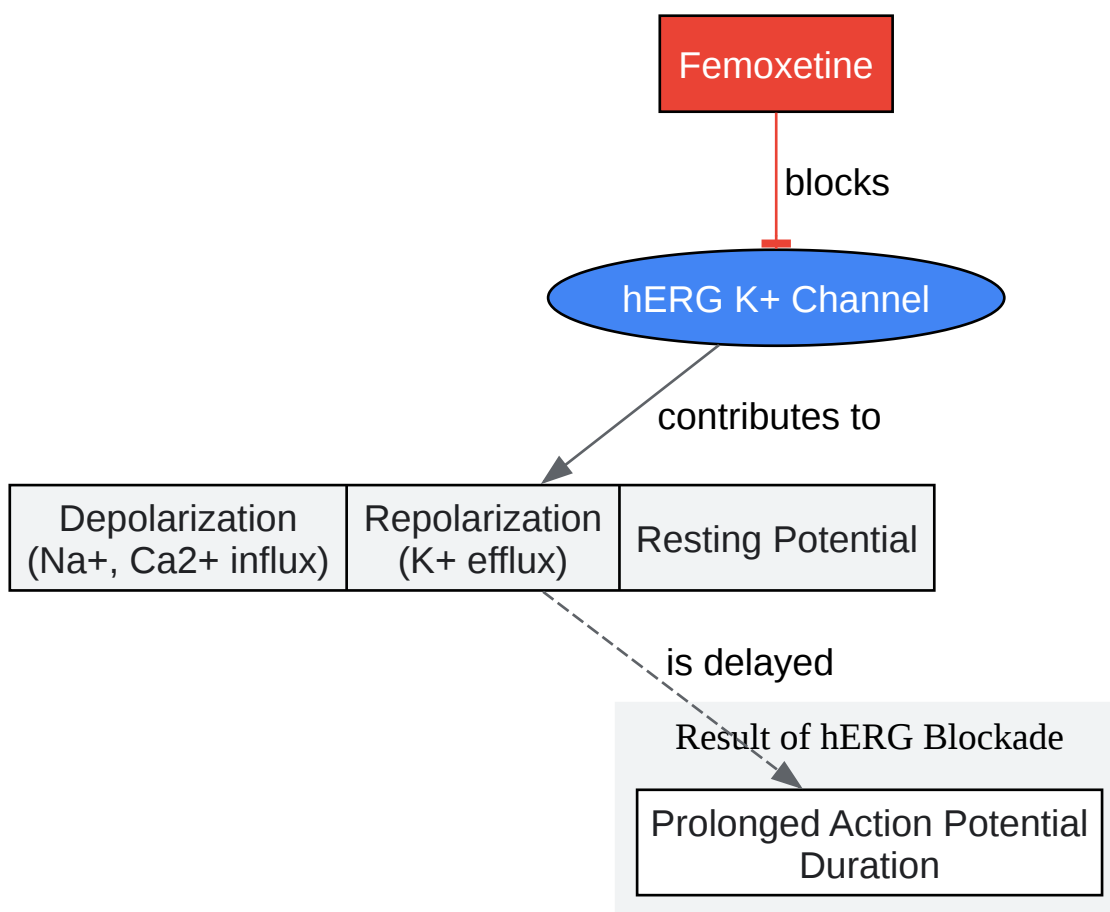 Femoxetine
blocks
hERG K+ Channel
contributes to
Depolarization
(Na+, Ca2+ influx)
Repolarization
(K+ efflux)
Resting Potential
is delayed
Result of hERG Blockade
Prolonged Action Potential
Duration